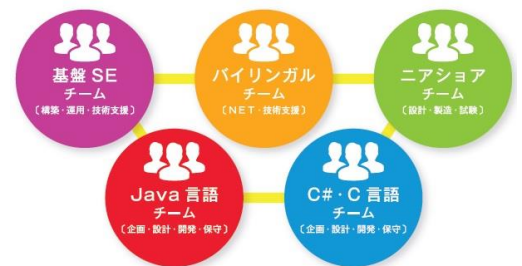 基盤 SE
チーム
〔構築・運用・技術支援〕
バイリンガル
チーム
〔NET・技術支援〕
ニアショア
チーム
〔設計・製造・試験〕
Java 言語
チーム
〔企画・設計・開発・保守〕
C#・C 言語
チーム
〔企画・設計・開発・保守〕